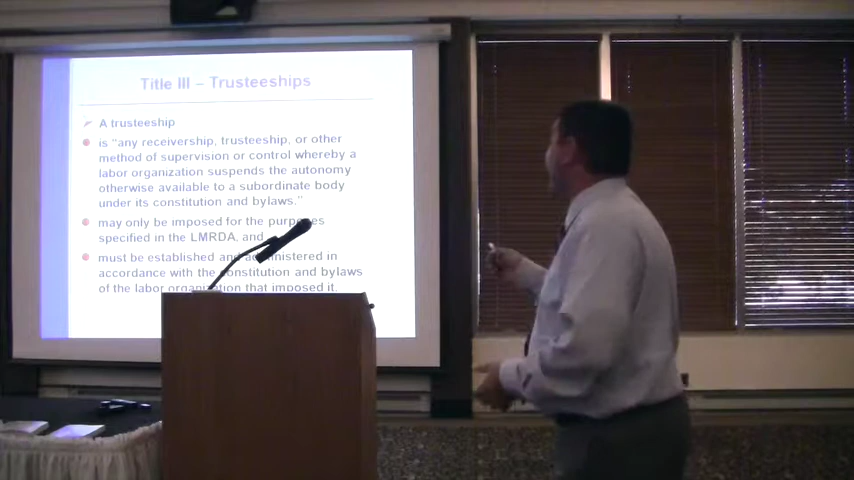 Title III – Trusteeships
A trusteeship
is "any receivership, trusteeship, or other
method of supervision or control whereby a
labor organization suspends the autonomy
otherwise available to a subordinate body
under its constitution and bylaws."
may only be imposed for the purposes
specified in the LMRDA, and
must be established and administered in
accordance with the constitution and bylaws
of the labor organization that imposed it.